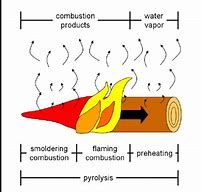 combustion products
water vapor
smoldering combustion
flaming combustion
preheating
pyrolysis